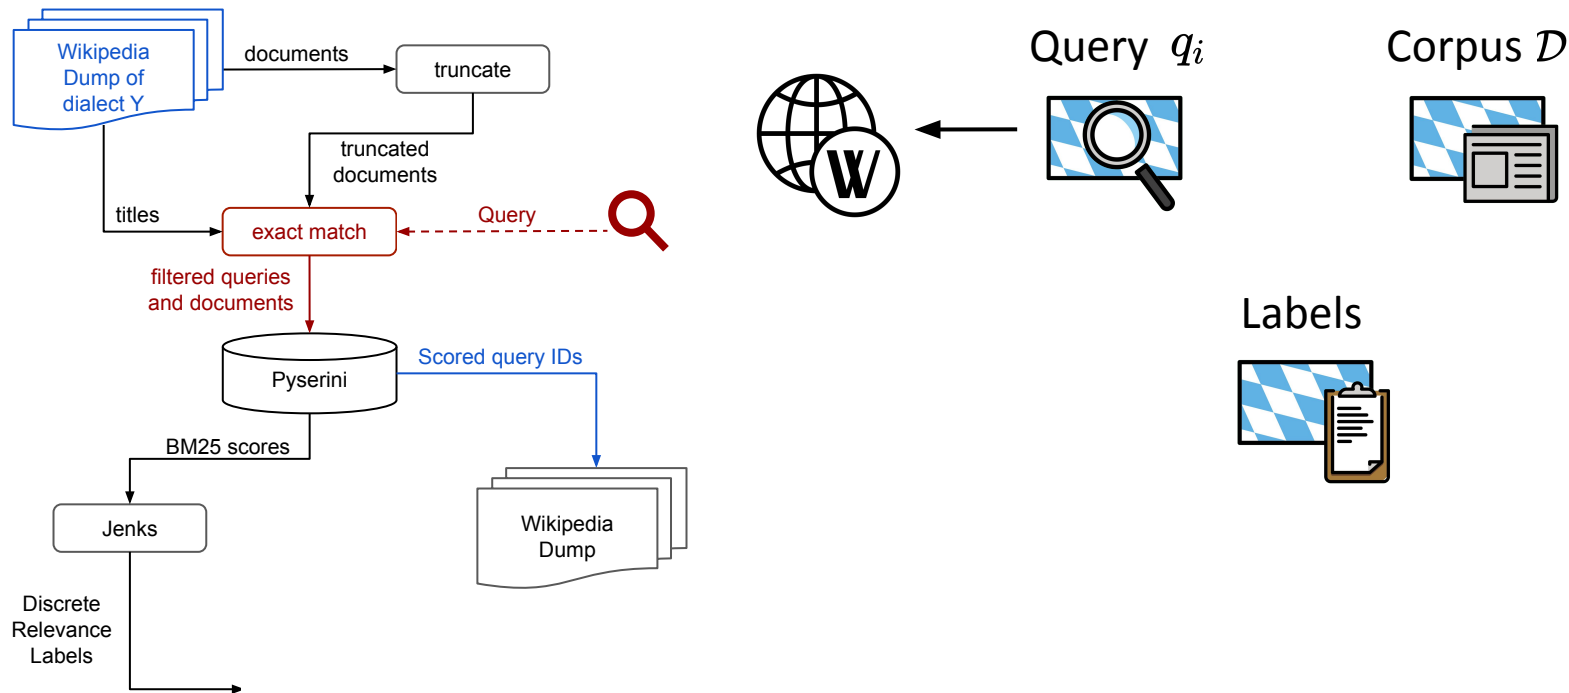 Wikipedia
Dump of
dialect Y
documents
truncate
truncated
documents
titles
exact match
Query
filtered queries
and documents
Pyserini
Scored query IDs
BM25 scores
Jenks
Wikipedia
Dump
Discrete
Relevance
Labels
W
Query $q_i$
Corpus $\mathcal{D}$
Labels